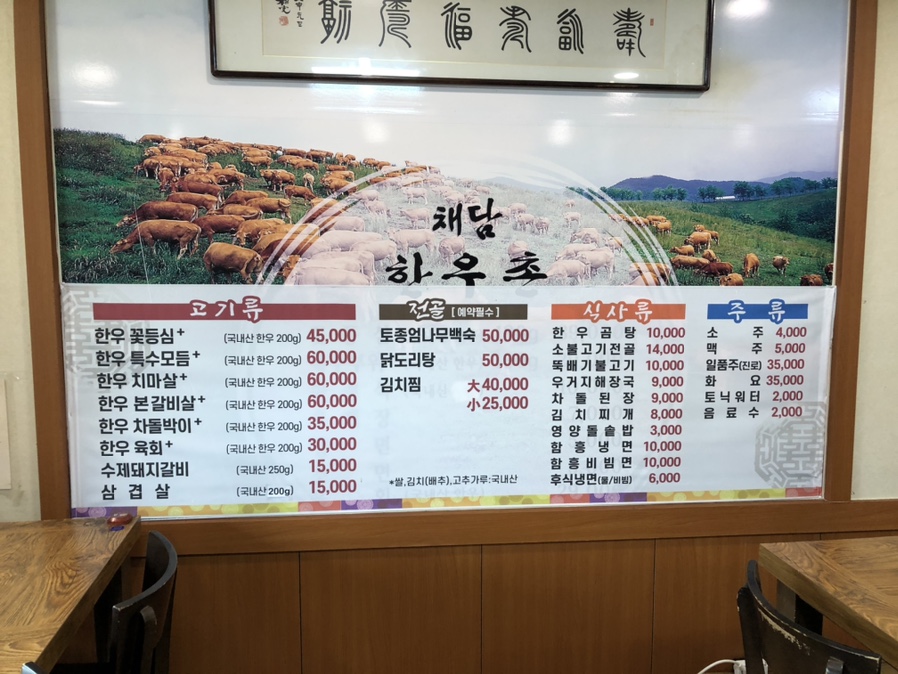 채담
한우촌
고기류
한우 꽃등심⁺ (국내산 한우 200g) 45,000
한우 특수모듬⁺ (국내산 한우 200g) 60,000
한우 치마살⁺ (국내산 한우 200g) 60,000
한우 본갈비살⁺ (국내산 한우 200g) 60,000
한우 차돌박이⁺ (국내산 한우 200g) 35,000
한우 육회⁺ (국내산 한우 200g) 30,000
수제돼지갈비 (국내산 250g) 15,000
삼겹살 (국내산 200g) 15,000
전골 [예약필수]
토종엄나무백숙 50,000
닭도리탕 50,000
김치찜 大 40,000
小 25,000
*쌀,김치(배추),고추가루:국내산
식사류
한우곰탕 10,000
소불고기전골 14,000
뚝배기불고기 10,000
우거지해장국 9,000
차돌된장 9,000
김치찌개 8,000
영양돌솥밥 3,000
함흥냉면 10,000
함흥비빔면 10,000
후식냉면(물/비빔) 6,000
주류
소주 4,000
맥주 5,000
일품주(진로) 35,000
화요 35,000
토닉워터 2,000
음료수 2,000